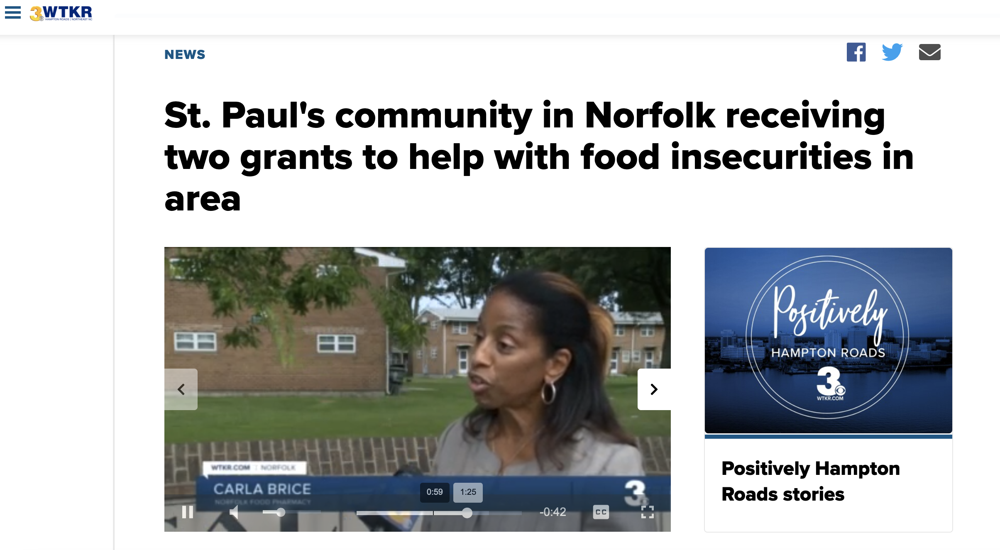 3WTKR
HAMPTON ROADS | NORTHEAST NC
NEWS
St. Paul's community in Norfolk receiving
two grants to help with food insecurities in
area
Positively
HAMPTON ROADS
3
WTKR.COM
WTKR.COM | NORFOLK
CARLA BRICE
NORFOLK FOOD PHARMACY
3
0:59
1:25
-0:42
CC
Positively Hampton
Roads stories